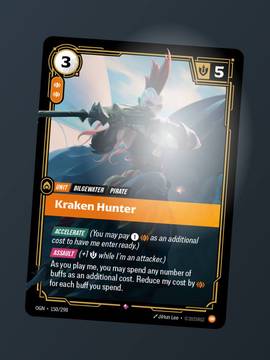 3
5
UNIT • BILGEWATER • PIRATE
Kraken Hunter
ACCELERATE (You may pay 1 as an additional
cost to have me enter ready.)
ASSAULT (+1 while I'm an attacker.)
As you play me, you may spend any number of
buffs as an additional cost. Reduce my cost by
for each buff you spend.
OGN • 150/298